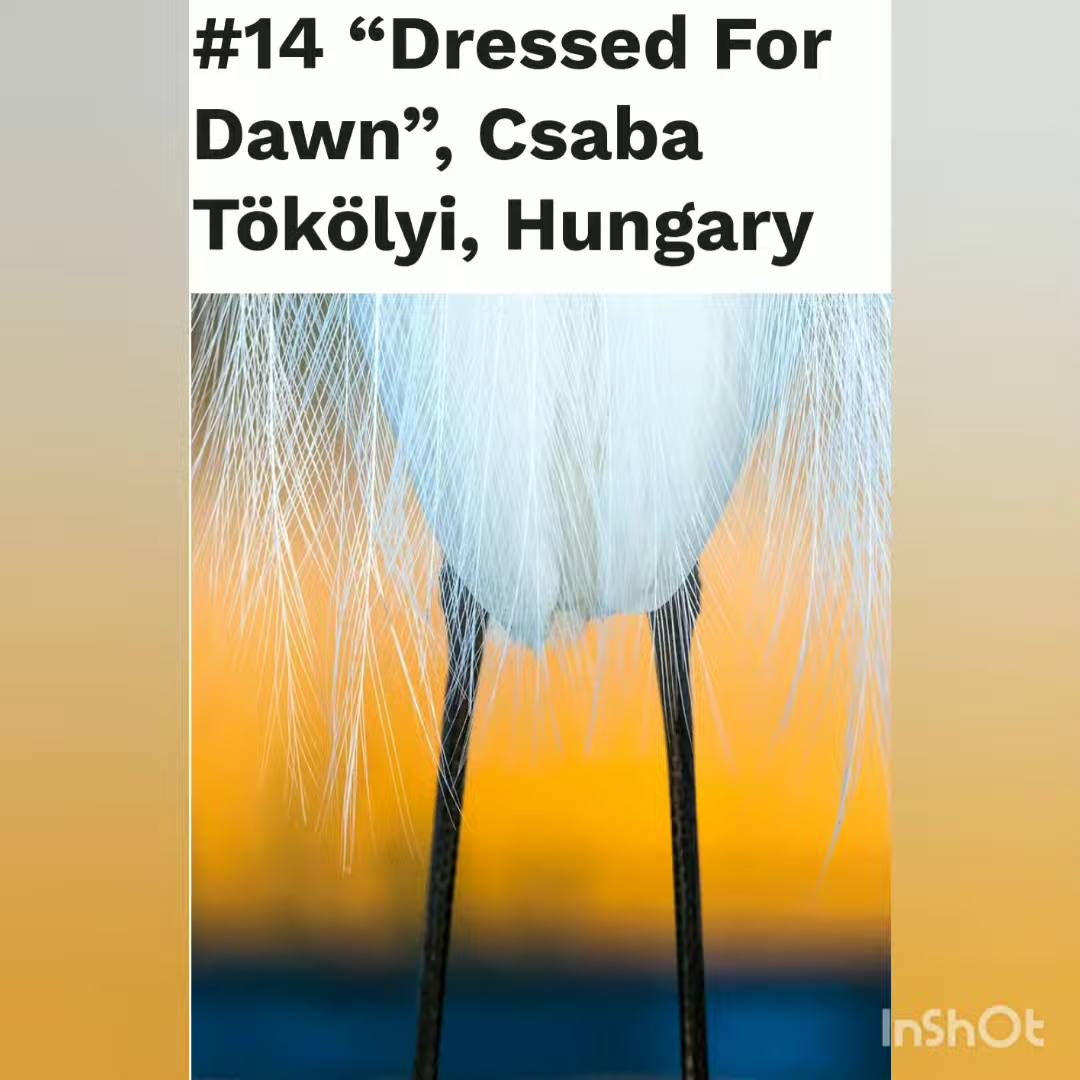 #14 “Dressed For
Dawn”, Csaba
Tökölyi, Hungary
InShOt